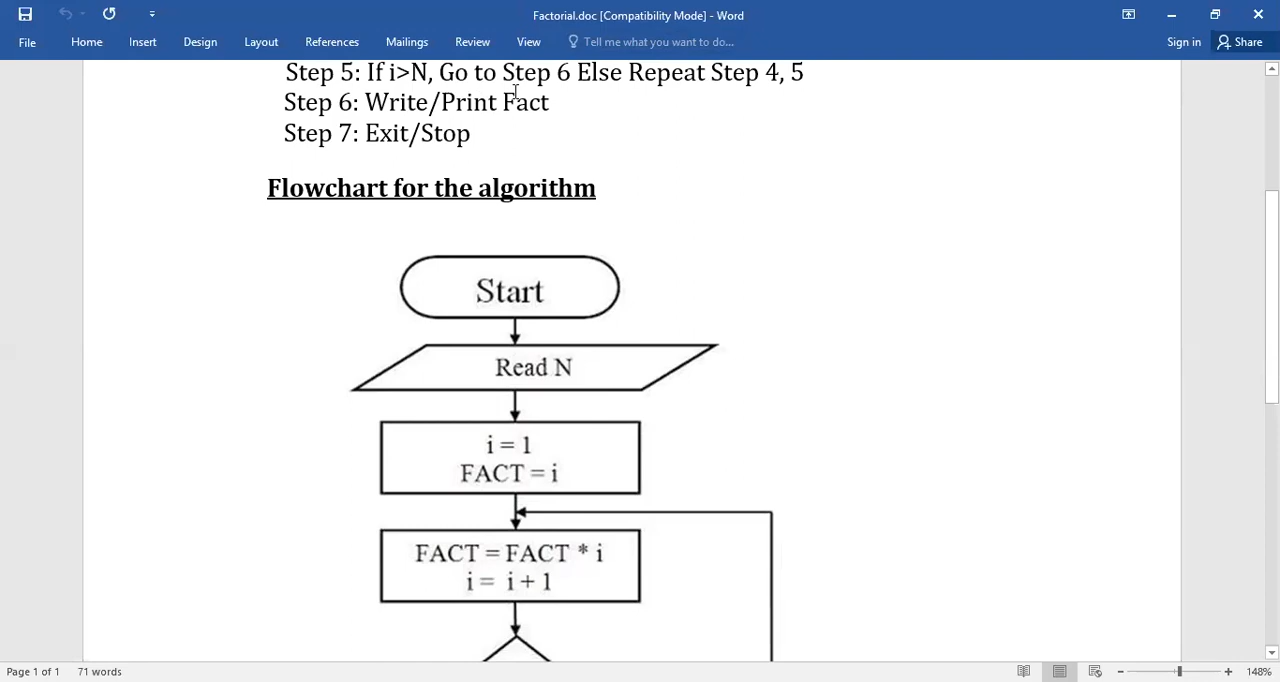 Factorial.doc [Compatibility Mode] - Word
File Home Insert Design Layout References Mailings Review View Tell me what you want to do... Sign in Share
Step 5: If i>N, Go to Step 6 Else Repeat Step 4, 5
Step 6: Write/Print Fact
Step 7: Exit/Stop
Flowchart for the algorithm
Start
Read N
i = 1
FACT = i
FACT = FACT * i
i = i + 1
Page 1 of 1 71 words 148%